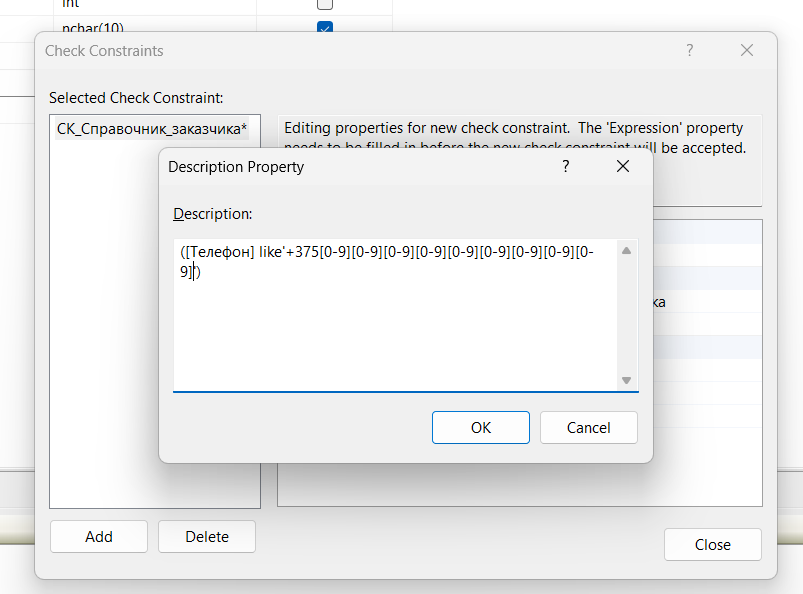 int
nchar(10)
Check Constraints
Selected Check Constraint:
СК_Справочник_заказчика*
Editing properties for new check constraint. The 'Expression' property
needs to be filled in before the new check constraint will be accepted.
Description Property
Description:
([Телефон] like'+375[0-9][0-9][0-9][0-9][0-9][0-9][0-9][0-9][0-
9]')
ка
OK
Cancel
Add
Delete
Close